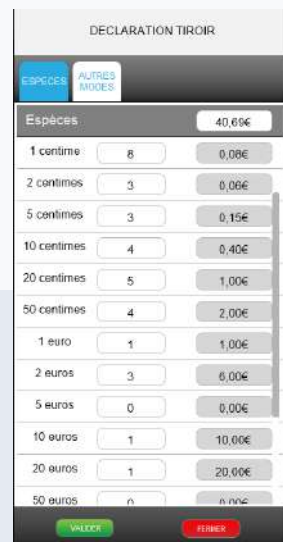 DECLARATION TIROIR
ESPECES
AUTRES MODES
Espèces 40,69€
1 centime 8 0,08€
2 centimes 3 0,06€
5 centimes 3 0,15€
10 centimes 4 0,40€
20 centimes 5 1,00€
50 centimes 4 2,00€
1 euro 1 1,00€
2 euros 3 6,00€
5 euros 0 0,00€
10 euros 1 10,00€
20 euros 1 20,00€
50 euros 0 0,00€
VALIDER FERMER